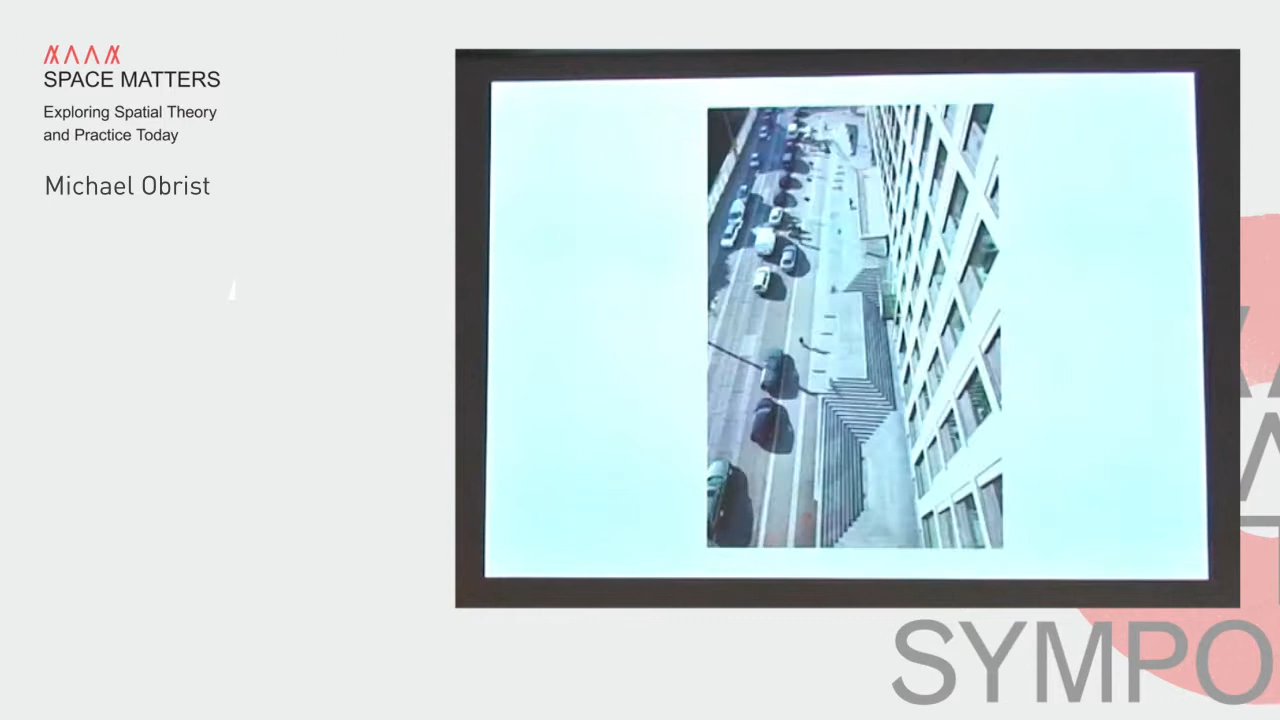 SPACE MATTERS
Exploring Spatial Theory
and Practice Today
Michael Obrist
SYMPO